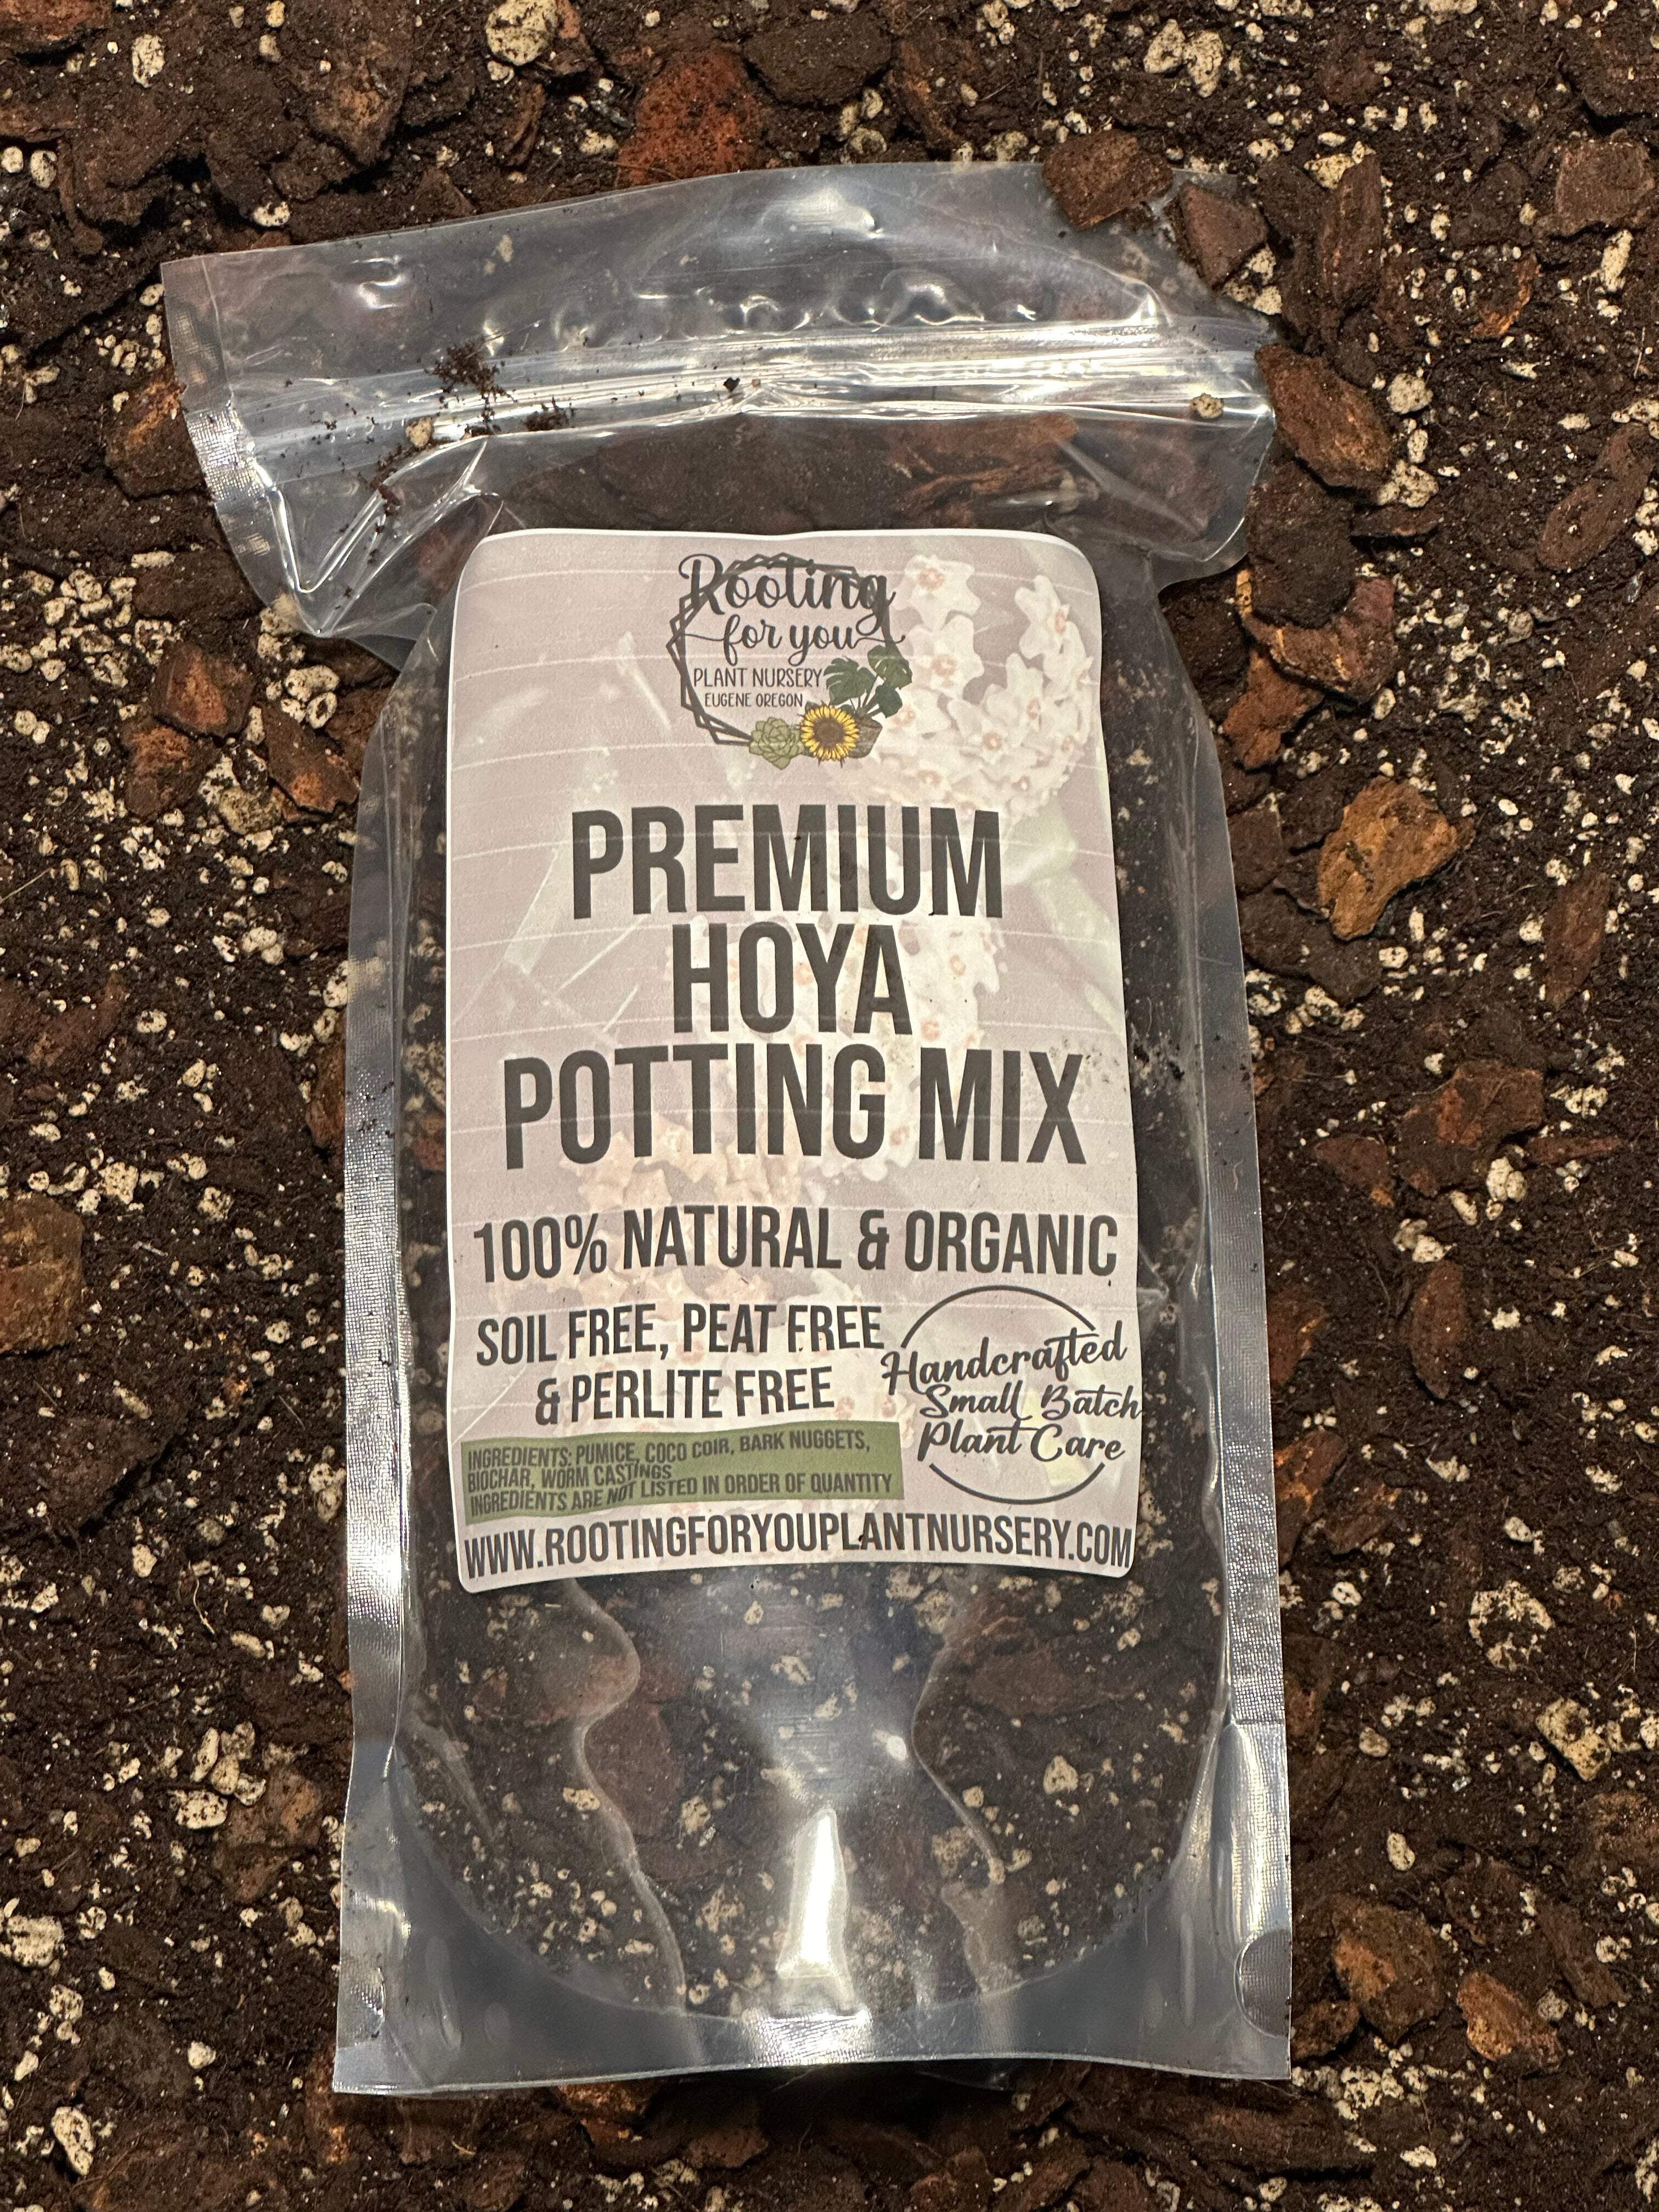 Rooting
for you
PLANT NURSERY
EUGENE OREGON
PREMIUM
HOYA
POTTING MIX
100% NATURAL & ORGANIC
SOIL FREE, PEAT FREE
& PERLITE FREE
Handcrafted
Small Batch
Plant Care
INGREDIENTS: PUMICE, COCO COIR, BARK NUGGETS,
BIOCHAR, WORM CASTINGS
INGREDIENTS ARE NOT LISTED IN ORDER OF QUANTITY
WWW.ROOTINGFORYOUPLANTNURSERY.COM